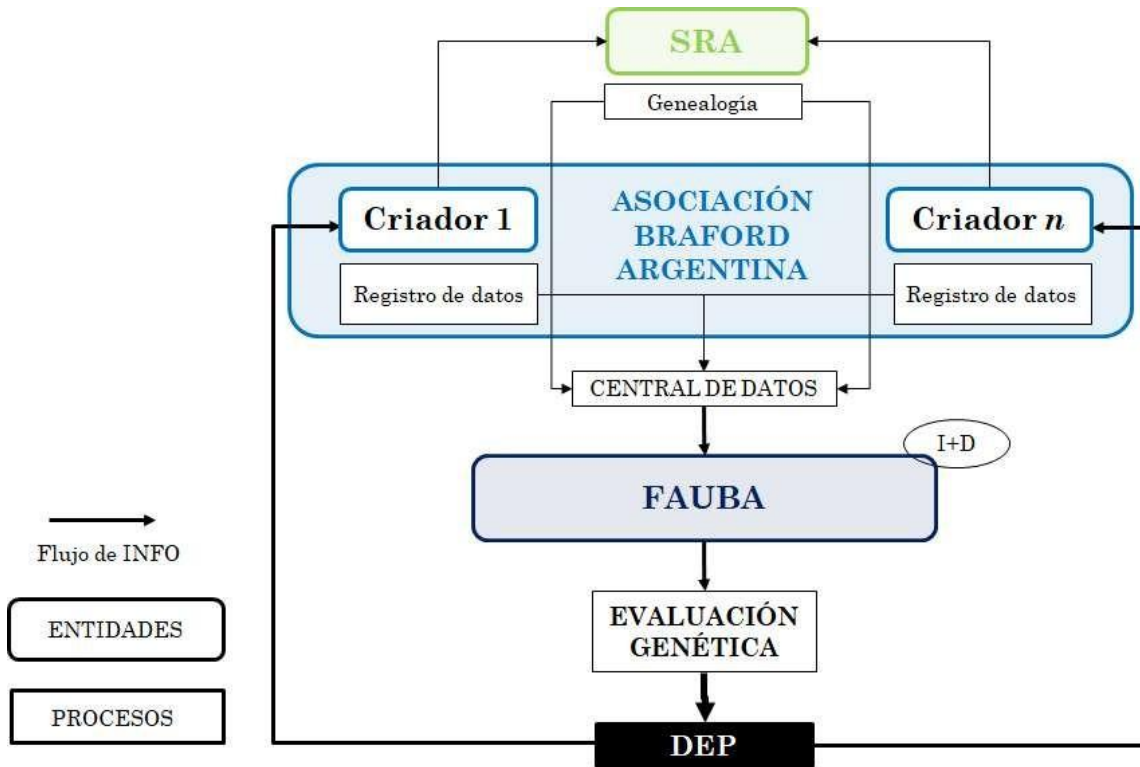 SRA
Genealogía
Criador 1
ASOCIACIÓN
BRAFORD
ARGENTINA
Criador n
Registro de datos
Registro de datos
CENTRAL DE DATOS
I+D
FAUBA
Flujo de INFO
ENTIDADES
EVALUACIÓN
GENÉTICA
PROCESOS
DEP